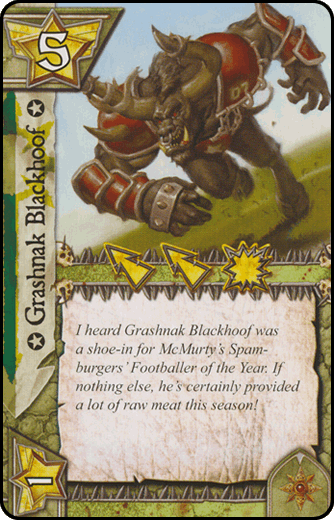 5
✪ Grashnak Blackhoof ✪
I heard Grashnak Blackhoof was
a shoe-in for McMurty's Spam-
burgers' Footballer of the Year. If
nothing else, he's certainly provided
a lot of raw meat this season!
1